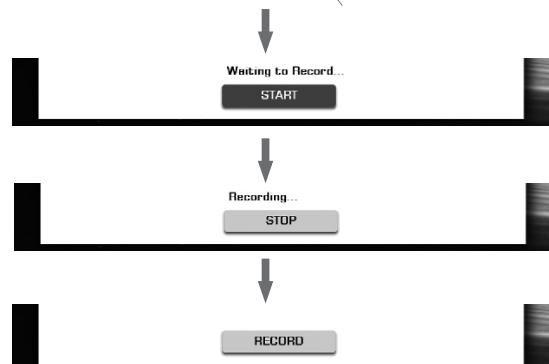 Waiting to Record...
START
Recording...
STOP
RECORD